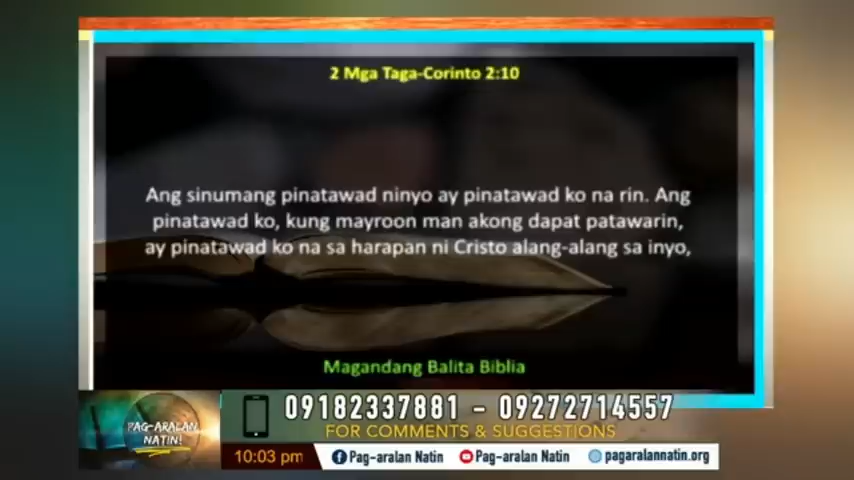 2 Mga Taga-Corinto 2:10
Ang sinumang pinatawad ninyo ay pinatawad ko na rin. Ang
pinatawad ko, kung mayroon man akong dapat patawarin,
ay pinatawad ko na sa harapan ni Cristo alang-alang sa inyo,
Magandang Balita Biblia
PAG-ARALAN
NATIN!
09182337881 - 09272714557
FOR COMMENTS & SUGGESTIONS
10:03 pm Pag-aralan Natin Pag-aralan Natin pagaralannatin.org